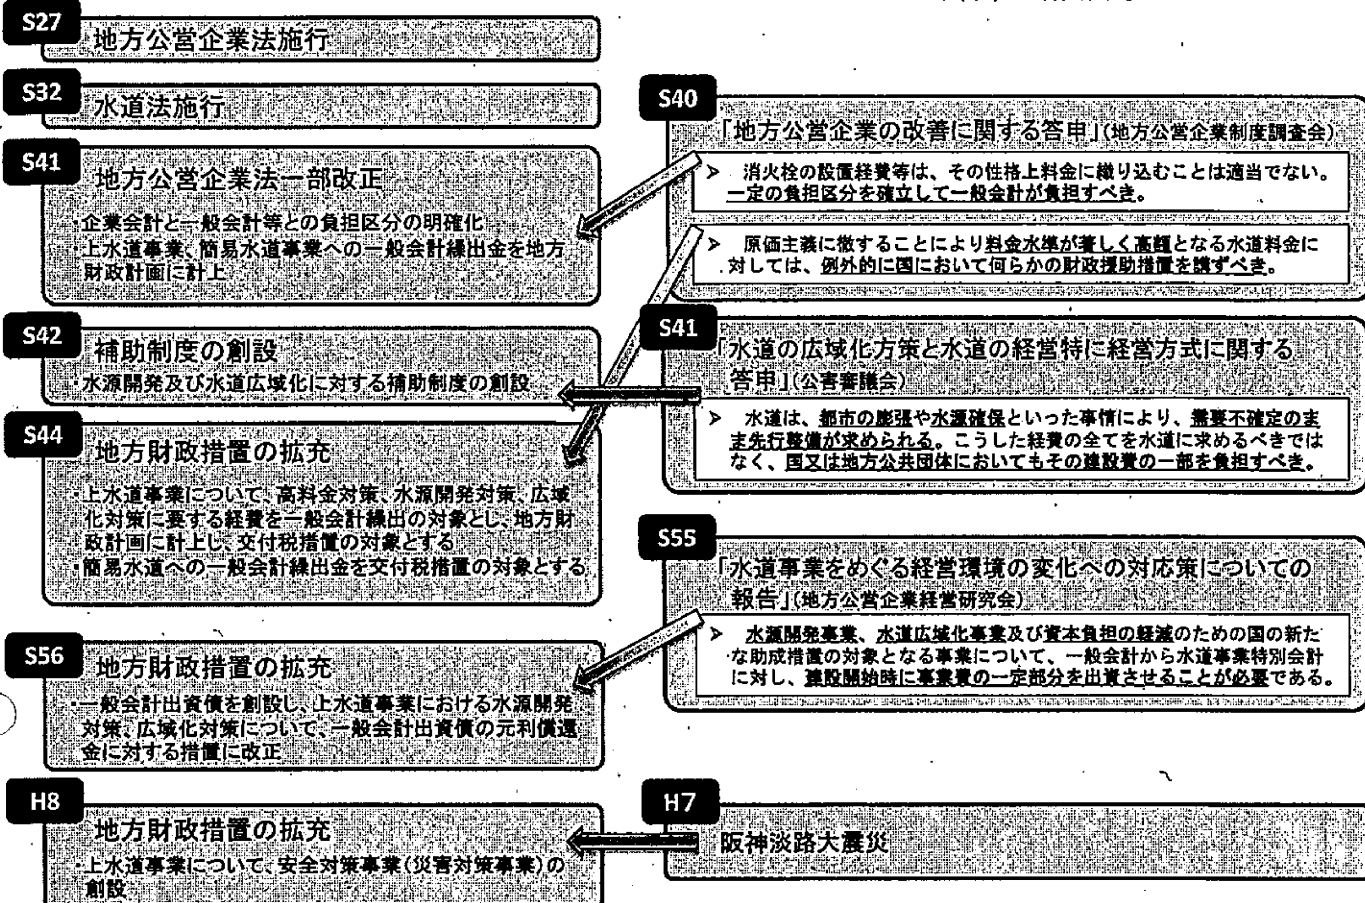 S27
地方公営企業法施行
S32
水道法施行
S41
地方公営企業法一部改正
・企業会計と一般会計等との負担区分の明確化
・上水道事業、簡易水道事業への一般会計繰出金を地方
財政計画に計上
S42
補助制度の創設
・水源開発及び水道広域化に対する補助制度の創設
S44
地方財政措置の拡充
・上水道事業について、高料金対策、水源開発対策、広域
化対策に要する経費を一般会計繰出の対象とし、地方財
政計画に計上し、交付税措置の対象とする
・簡易水道への一般会計繰出金を交付税措置の対象とする
S56
地方財政措置の拡充
・一般会計出資債を創設し、上水道事業における水源開発
対策、広域化対策について、一般会計出資債の元利償還
金に対する措置に改正
H8
地方財政措置の拡充
・上水道事業について、安全対策事業(災害対策事業)の
創設
S40
「地方公営企業の改善に関する答申」(地方公営企業制度調査会)
➢ 消火栓の設置経費等は、その性格上料金に織り込むことは適当でない。
一定の負担区分を確立して一般会計が負担すべき。
➢ 原価主義に徹することにより料金水準が著しく高額となる水道料金に
対しては、例外的に国において何らかの財政援助措置を講ずべき。
S41
「水道の広域化方策と水道の経営特に経営方式に関する
答申」(公害審議会)
➢ 水道は、都市の膨張や水源確保といった事情により、需要不確定のま
ま先行整備が求められる。こうした経費の全てを水道に求めるべきでは
なく、国又は地方公共団体においてもその建設費の一部を負担すべき。
S55
「水道事業をめぐる経営環境の変化への対応策についての
報告」(地方公営企業経営研究会)
➢ 水源開発事業、水道広域化事業及び資本負担の軽減のための国の新た
な助成措置の対象となる事業について、一般会計から水道事業特別会計
に対し、建設開始時に事業費の一定部分を出資させることが必要である。
H7
阪神淡路大震災